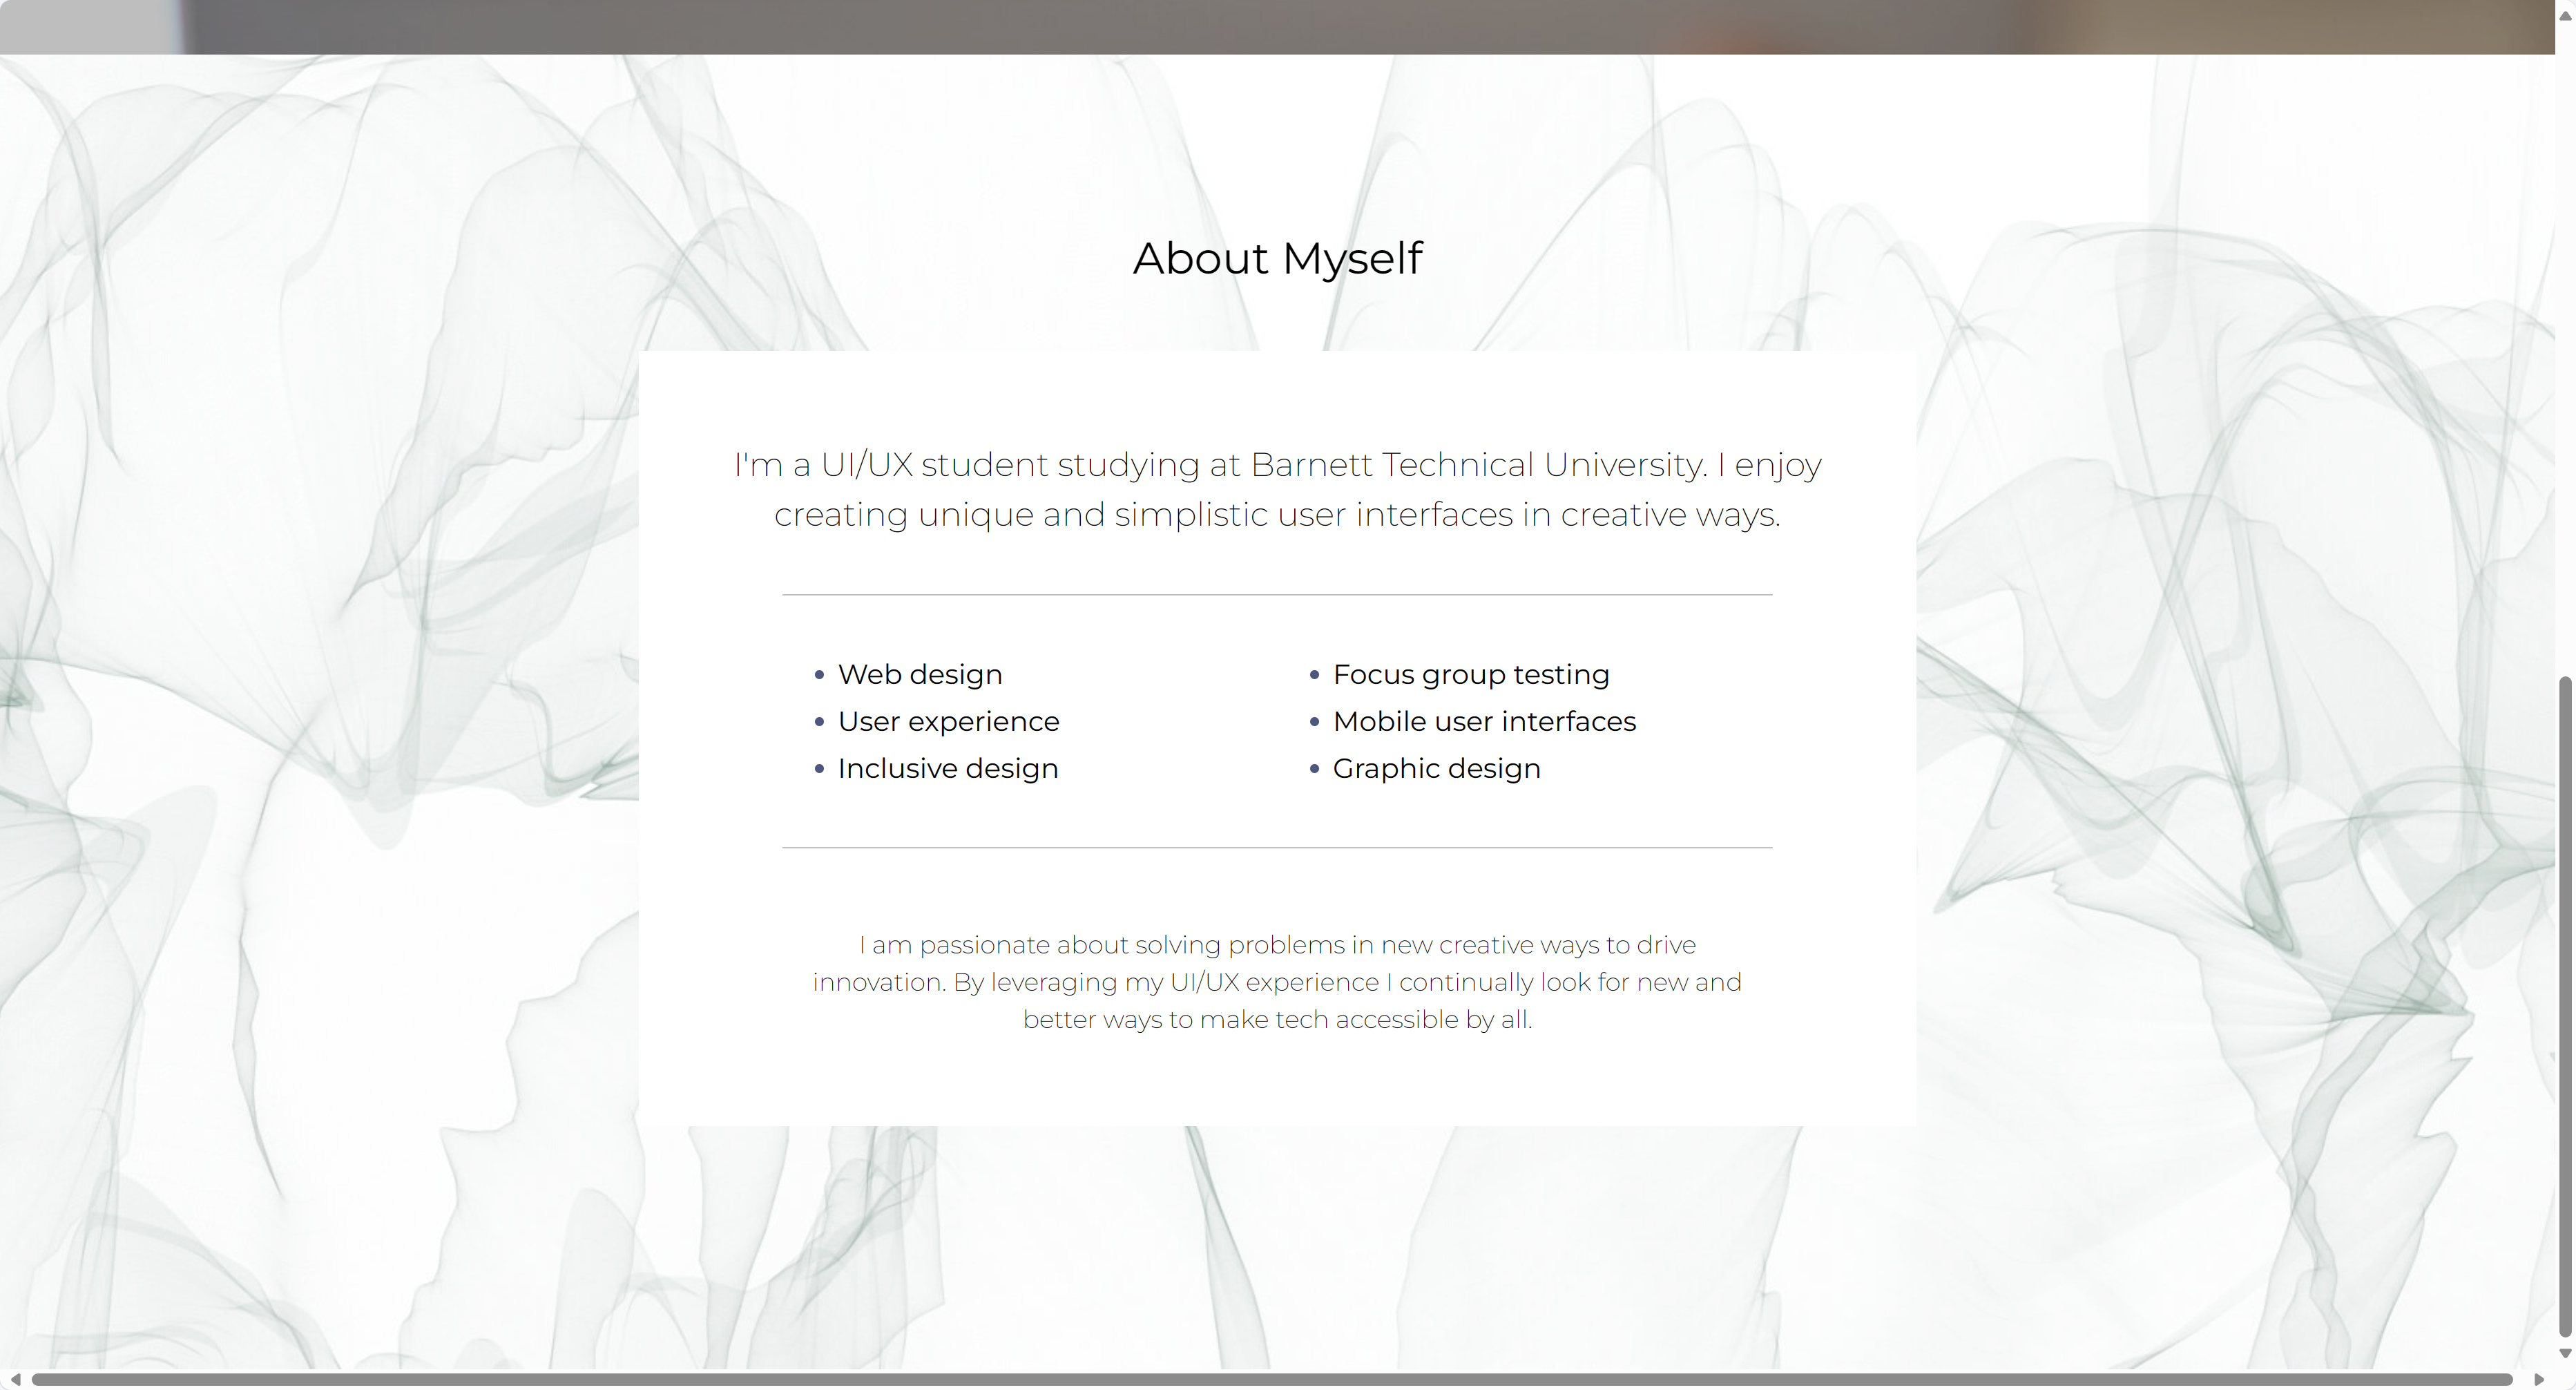 About Myself
I'm a UI/UX student studying at Barnett Technical University. I enjoy
creating unique and simplistic user interfaces in creative ways.
Web design
User experience
Inclusive design
Focus group testing
Mobile user interfaces
Graphic design
I am passionate about solving problems in new creative ways to drive
innovation. By leveraging my UI/UX experience I continually look for new and
better ways to make tech accessible by all.